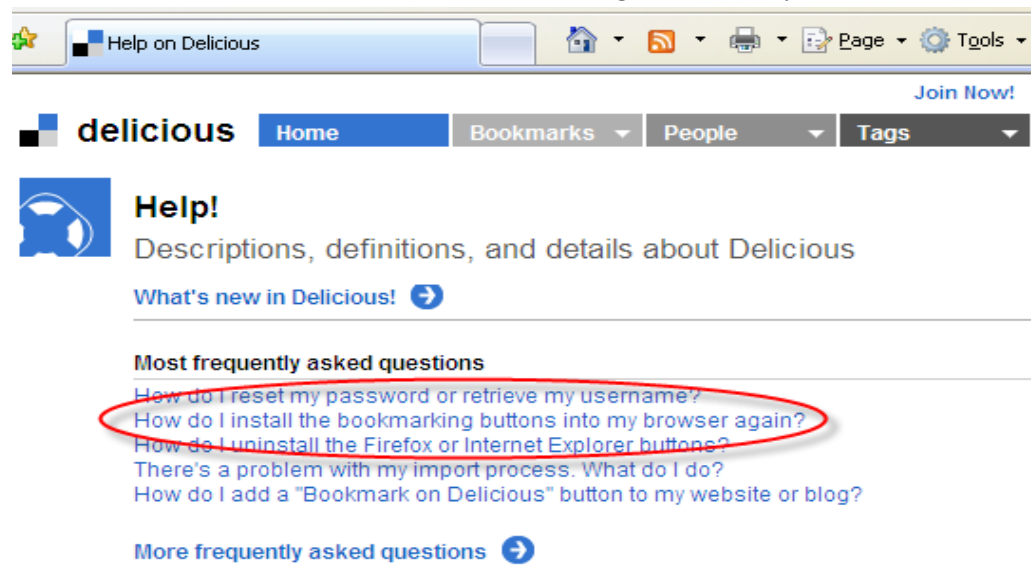 Help on Delicious
Page
Tools
Join Now!
delicious Home Bookmarks People Tags
Help!
Descriptions, definitions, and details about Delicious
What's new in Delicious!
Most frequently asked questions
How do I reset my password or retrieve my username?
How do I install the bookmarking buttons into my browser again?
How do I uninstall the Firefox or Internet Explorer buttons?
There's a problem with my import process. What do I do?
How do I add a "Bookmark on Delicious" button to my website or blog?
More frequently asked questions